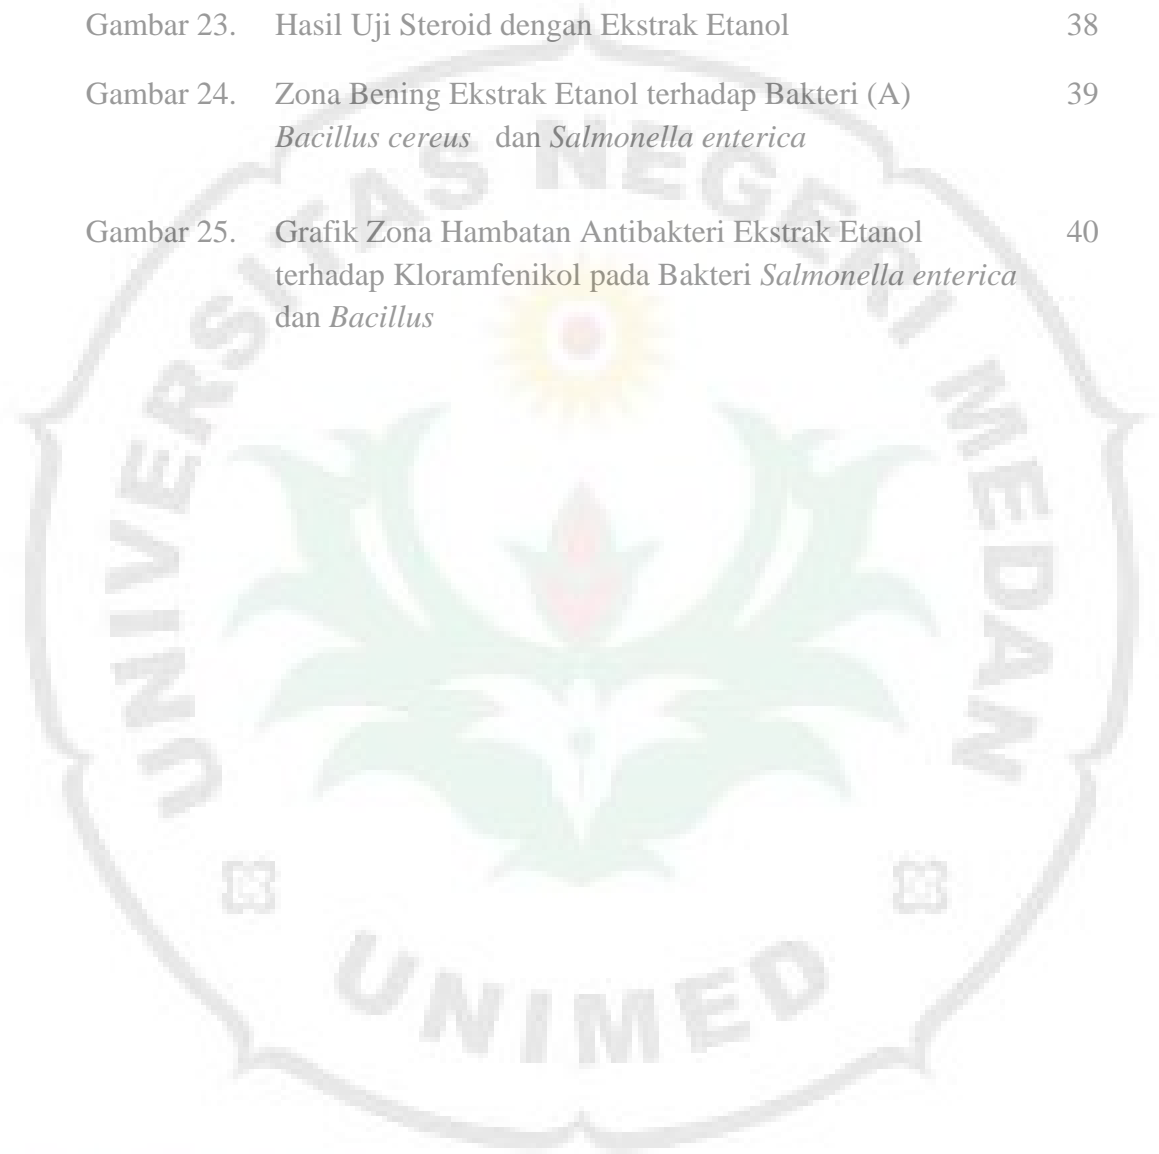 Gambar 23. Hasil Uji Steroid dengan Ekstrak Etanol 38
Gambar 24. Zona Bening Ekstrak Etanol terhadap Bakteri (A) 39
Bacillus cereus dan Salmonella enterica
Gambar 25. Grafik Zona Hambatan Antibakteri Ekstrak Etanol 40
terhadap Kloramfenikol pada Bakteri Salmonella enterica
dan Bacillus
UNIVERSITAS NEGERI MEDAN
UNIMED